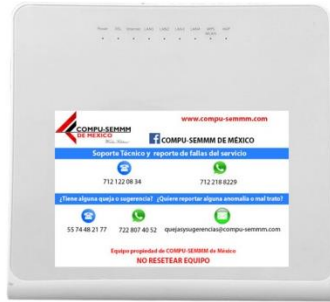 Power DSL Internet LAN1 LAN2 LAN3 LAN4 WPS WLAN VOIP
www.compu-semmm.com
COMPU-SEMMM
DE MÉXICO
f COMPU-SEMMM DE MÉXICO
Soporte Técnico y reporte de fallas del servicio
712 122 08 34
712 218 8229
¿Tiene alguna queja o sugerencia? ¿Quiere reportar alguna anomalía o mal trato?
55 74 48 21 77
722 807 40 52
quejasysugerencias@compu-semmm.com
Equipo propiedad de COMPU-SEMMM de México
NO RESETEAR EQUIPO